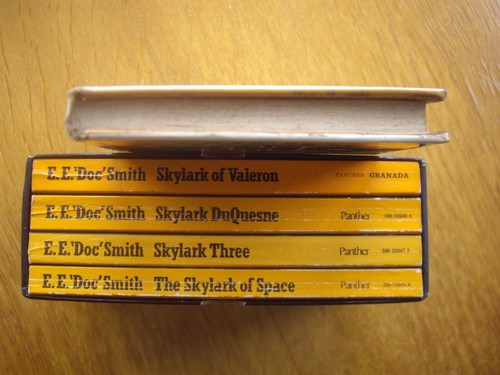 E.E.'Doc' Smith Skylark of Valeron PANTHER GRANADA
E.E.'Doc' Smith Skylark DuQuesne Panther
E.E.'Doc' Smith Skylark Three Panther
E.E.'Doc' Smith The Skylark of Space Panther